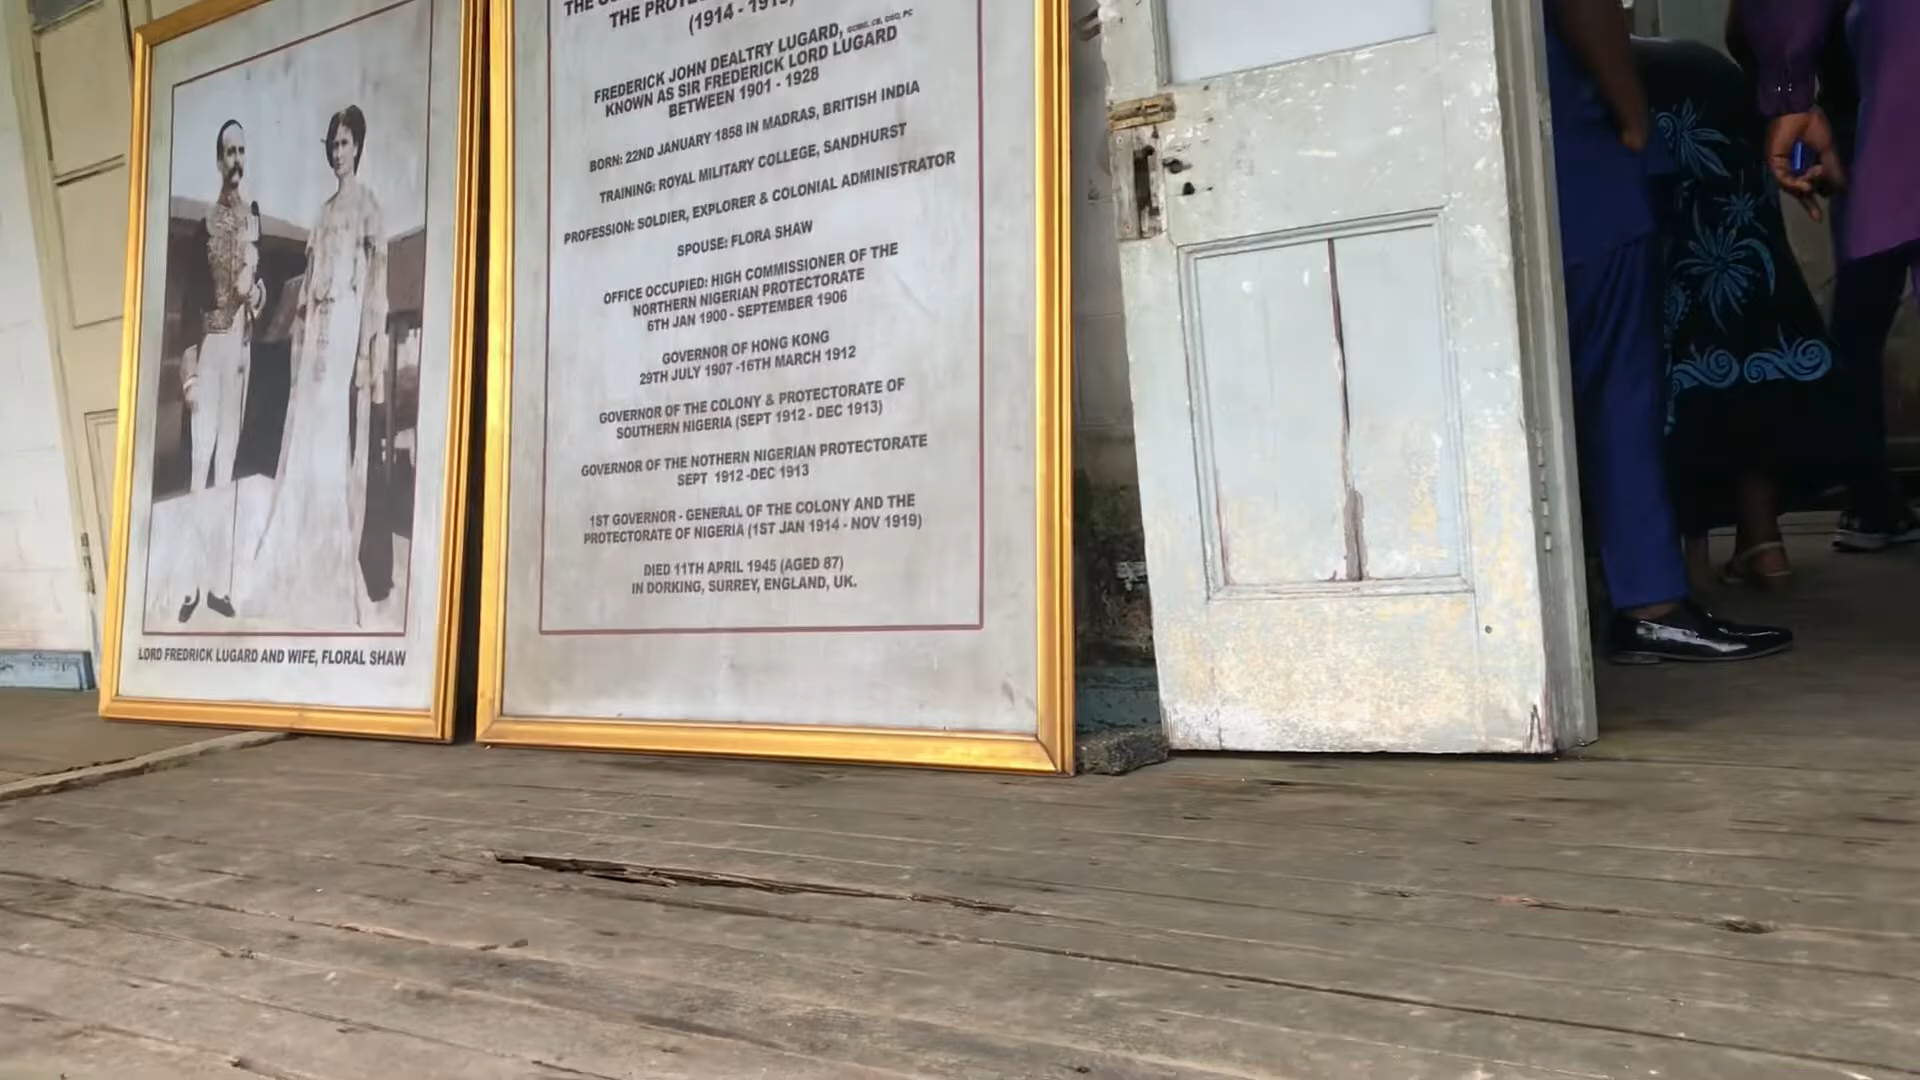 LORD FREDRICK LUGARD AND WIFE, FLORAL SHAW
THE
THE
(1914 - 1919)
FREDERICK JOHN DEALTRY LUGARD, GCMG, CB, DSO, PC
KNOWN AS SIR FREDERICK LORD LUGARD
BETWEEN 1901 - 1928
BORN: 22ND JANUARY 1858 IN MADRAS, BRITISH INDIA
TRAINING: ROYAL MILITARY COLLEGE, SANDHURST
PROFESSION: SOLDIER, EXPLORER & COLONIAL ADMINISTRATOR
SPOUSE: FLORA SHAW
OFFICE OCCUPIED: HIGH COMMISSIONER OF THE
NORTHERN NIGERIAN PROTECTORATE
6TH JAN 1900 - SEPTEMBER 1906
GOVERNOR OF HONG KONG
29TH JULY 1907 -16TH MARCH 1912
GOVERNOR OF THE COLONY & PROTECTORATE OF
SOUTHERN NIGERIA (SEPT 1912 - DEC 1913)
GOVERNOR OF THE NOTHERN NIGERIAN PROTECTORATE
SEPT 1912 -DEC 1913
1ST GOVERNOR - GENERAL OF THE COLONY AND THE
PROTECTORATE OF NIGERIA (1ST JAN 1914 - NOV 1919)
DIED 11TH APRIL 1945 (AGED 87)
IN DORKING, SURREY, ENGLAND, UK.